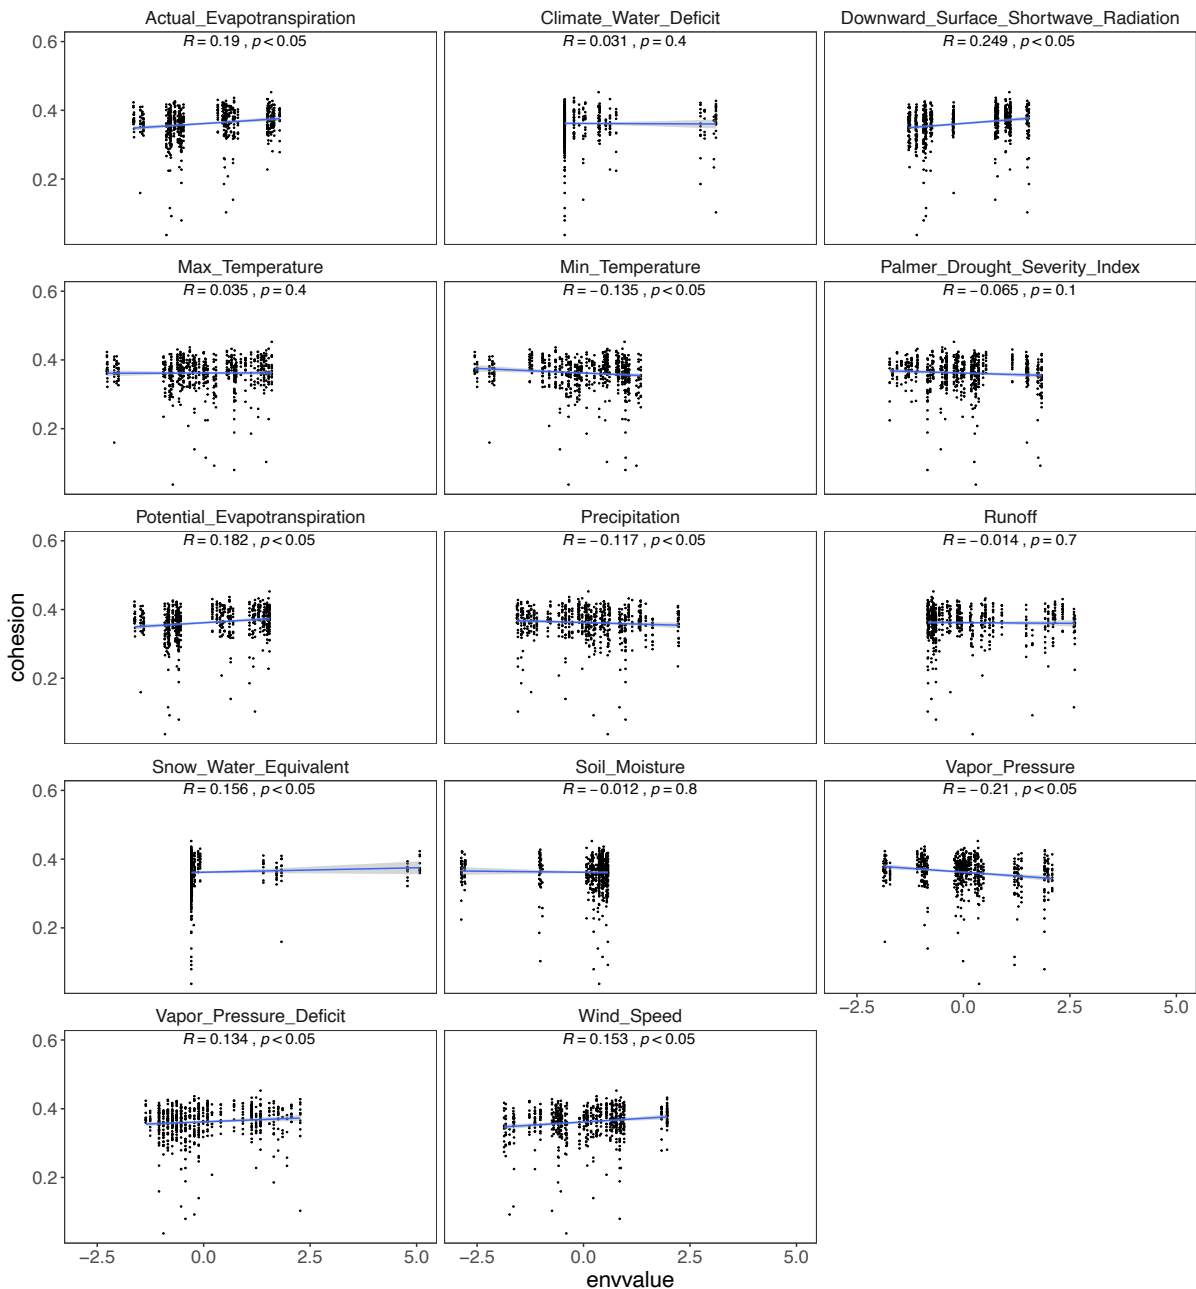 Actual_Evapotranspiration
Climate_Water_Deficit
Downward_Surface_Shortwave_Radiation
R = 0.19 , p < 0.05
R = 0.031 , p = 0.4
R = 0.249 , p < 0.05
0.6
0.4
0.2
Max_Temperature
Min_Temperature
Palmer_Drought_Severity_Index
R = 0.035 , p = 0.4
R = −0.135 , p < 0.05
R = −0.065 , p = 0.1
0.6
0.4
0.2
Potential_Evapotranspiration
Precipitation
Runoff
R = 0.182 , p < 0.05
R = −0.117 , p < 0.05
R = −0.014 , p = 0.7
0.6
0.4
0.2
cohesion
Snow_Water_Equivalent
Soil_Moisture
Vapor_Pressure
R = 0.156 , p < 0.05
R = −0.012 , p = 0.8
R = −0.21 , p < 0.05
0.6
0.4
0.2
−2.5 0.0 2.5 5.0
Vapor_Pressure_Deficit
Wind_Speed
R = 0.134 , p < 0.05
R = 0.153 , p < 0.05
0.6
0.4
0.2
−2.5 0.0 2.5 5.0
−2.5 0.0 2.5 5.0
envvalue